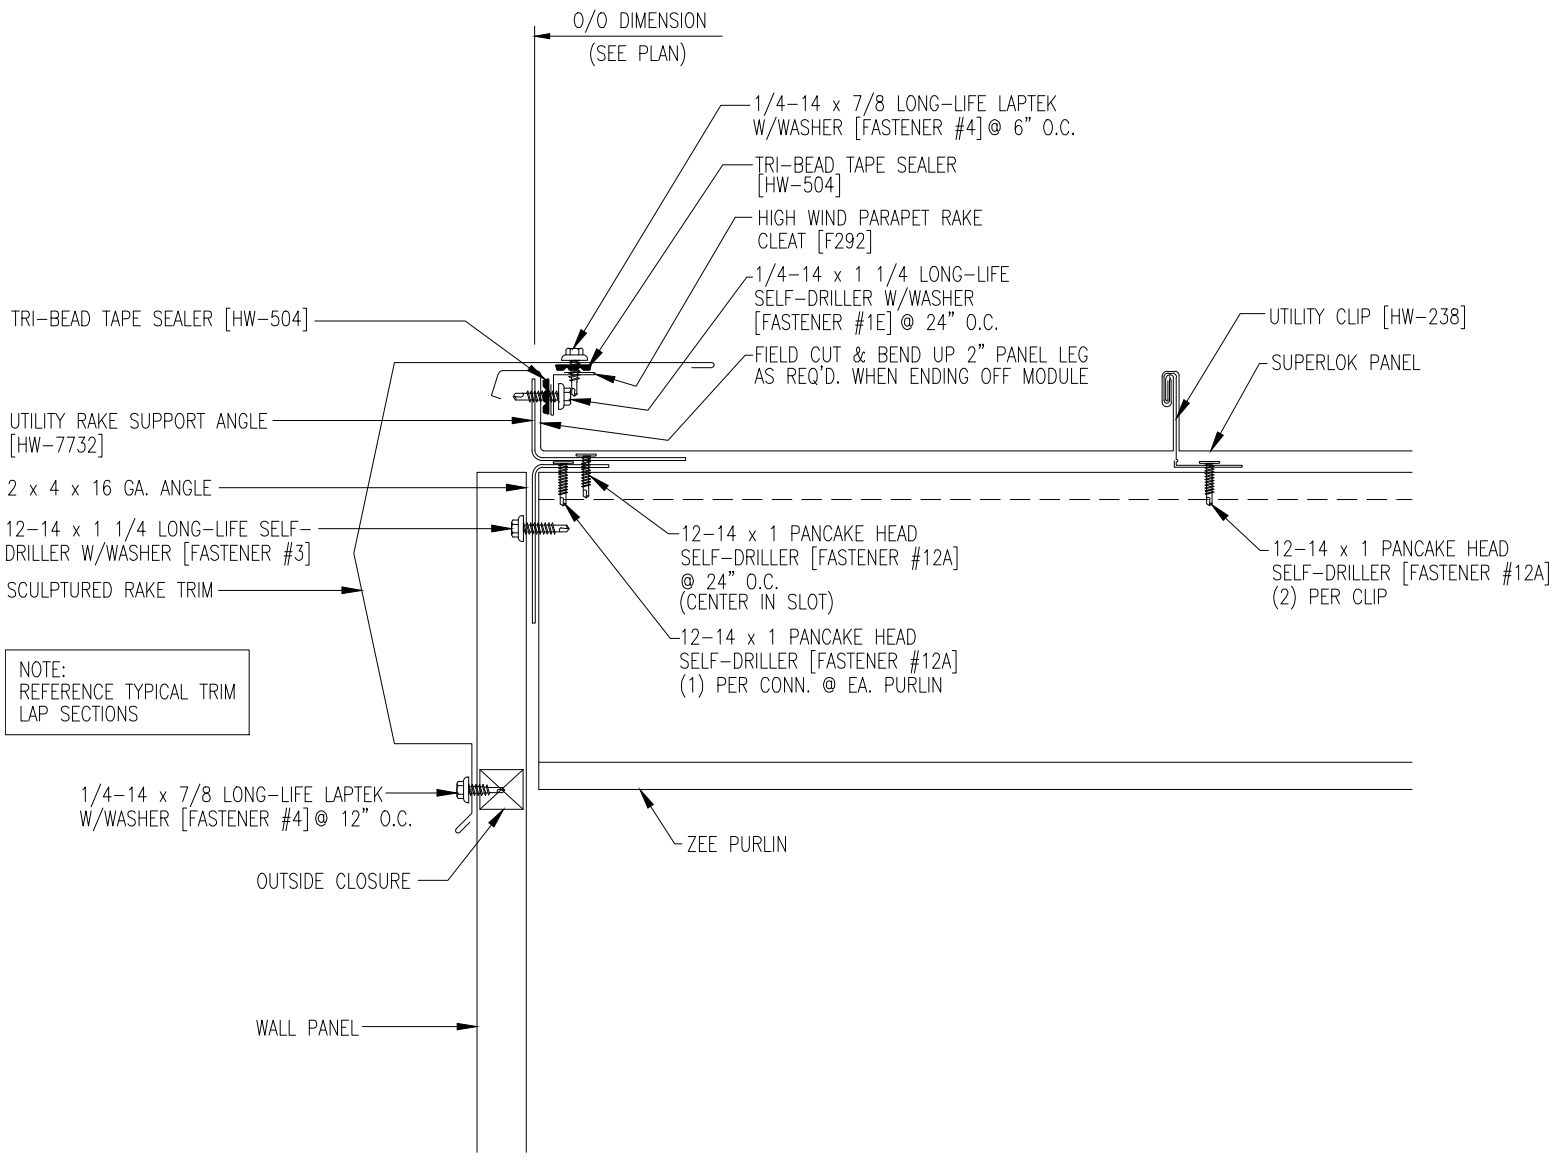 O/O DIMENSION
(SEE PLAN)
1/4-14 x 7/8 LONG-LIFE LAPTEK
W/WASHER [FASTENER #4] @ 6" O.C.
TRI-BEAD TAPE SEALER
[HW-504]
HIGH WIND PARAPET RAKE
CLEAT [F292]
1/4-14 x 1 1/4 LONG-LIFE
SELF-DRILLER W/WASHER
[FASTENER #1E] @ 24" O.C.
FIELD CUT & BEND UP 2" PANEL LEG
AS REQ'D. WHEN ENDING OFF MODULE
TRI-BEAD TAPE SEALER [HW-504]
UTILITY RAKE SUPPORT ANGLE
[HW-7732]
2 x 4 x 16 GA. ANGLE
12-14 x 1 1/4 LONG-LIFE SELF-
DRILLER W/WASHER [FASTENER #3]
SCULPTURED RAKE TRIM
NOTE:
REFERENCE TYPICAL TRIM
LAP SECTIONS
1/4-14 x 7/8 LONG-LIFE LAPTEK
W/WASHER [FASTENER #4] @ 12" O.C.
OUTSIDE CLOSURE
WALL PANEL
UTILITY CLIP [HW-238]
SUPERLOK PANEL
12-14 x 1 PANCAKE HEAD
SELF-DRILLER [FASTENER #12A]
@ 24" O.C.
(CENTER IN SLOT)
12-14 x 1 PANCAKE HEAD
SELF-DRILLER [FASTENER #12A]
(1) PER CONN. @ EA. PURLIN
12-14 x 1 PANCAKE HEAD
SELF-DRILLER [FASTENER #12A]
(2) PER CLIP
ZEE PURLIN